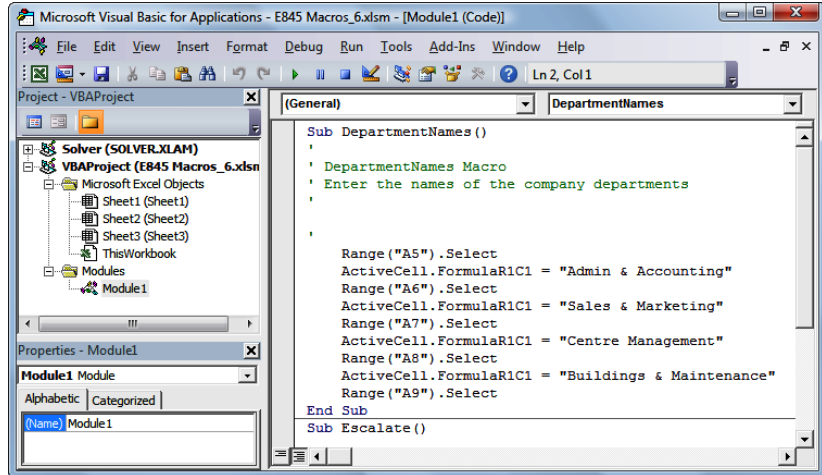 Microsoft Visual Basic for Applications - E845 Macros_6.xlsm - [Module1 (Code)]
File Edit View Insert Format Debug Run Tools Add-Ins Window Help
Ln 2, Col 1
Project - VBAProject
Solver (SOLVER.XLAM)
VBAProject (E845 Macros_6.xlsm
Microsoft Excel Objects
Sheet1 (Sheet1)
Sheet2 (Sheet2)
Sheet3 (Sheet3)
ThisWorkbook
Modules
Module1
Properties - Module1
Module1 Module
Alphabetic Categorized
(Name) Module1
(General) DepartmentNames
Sub DepartmentNames()
'
' DepartmentNames Macro
' Enter the names of the company departments
'
'
Range("A5").Select
ActiveCell.FormulaR1C1 = "Admin & Accounting"
Range("A6").Select
ActiveCell.FormulaR1C1 = "Sales & Marketing"
Range("A7").Select
ActiveCell.FormulaR1C1 = "Centre Management"
Range("A8").Select
ActiveCell.FormulaR1C1 = "Buildings & Maintenance"
Range("A9").Select
End Sub
Sub Escalate()